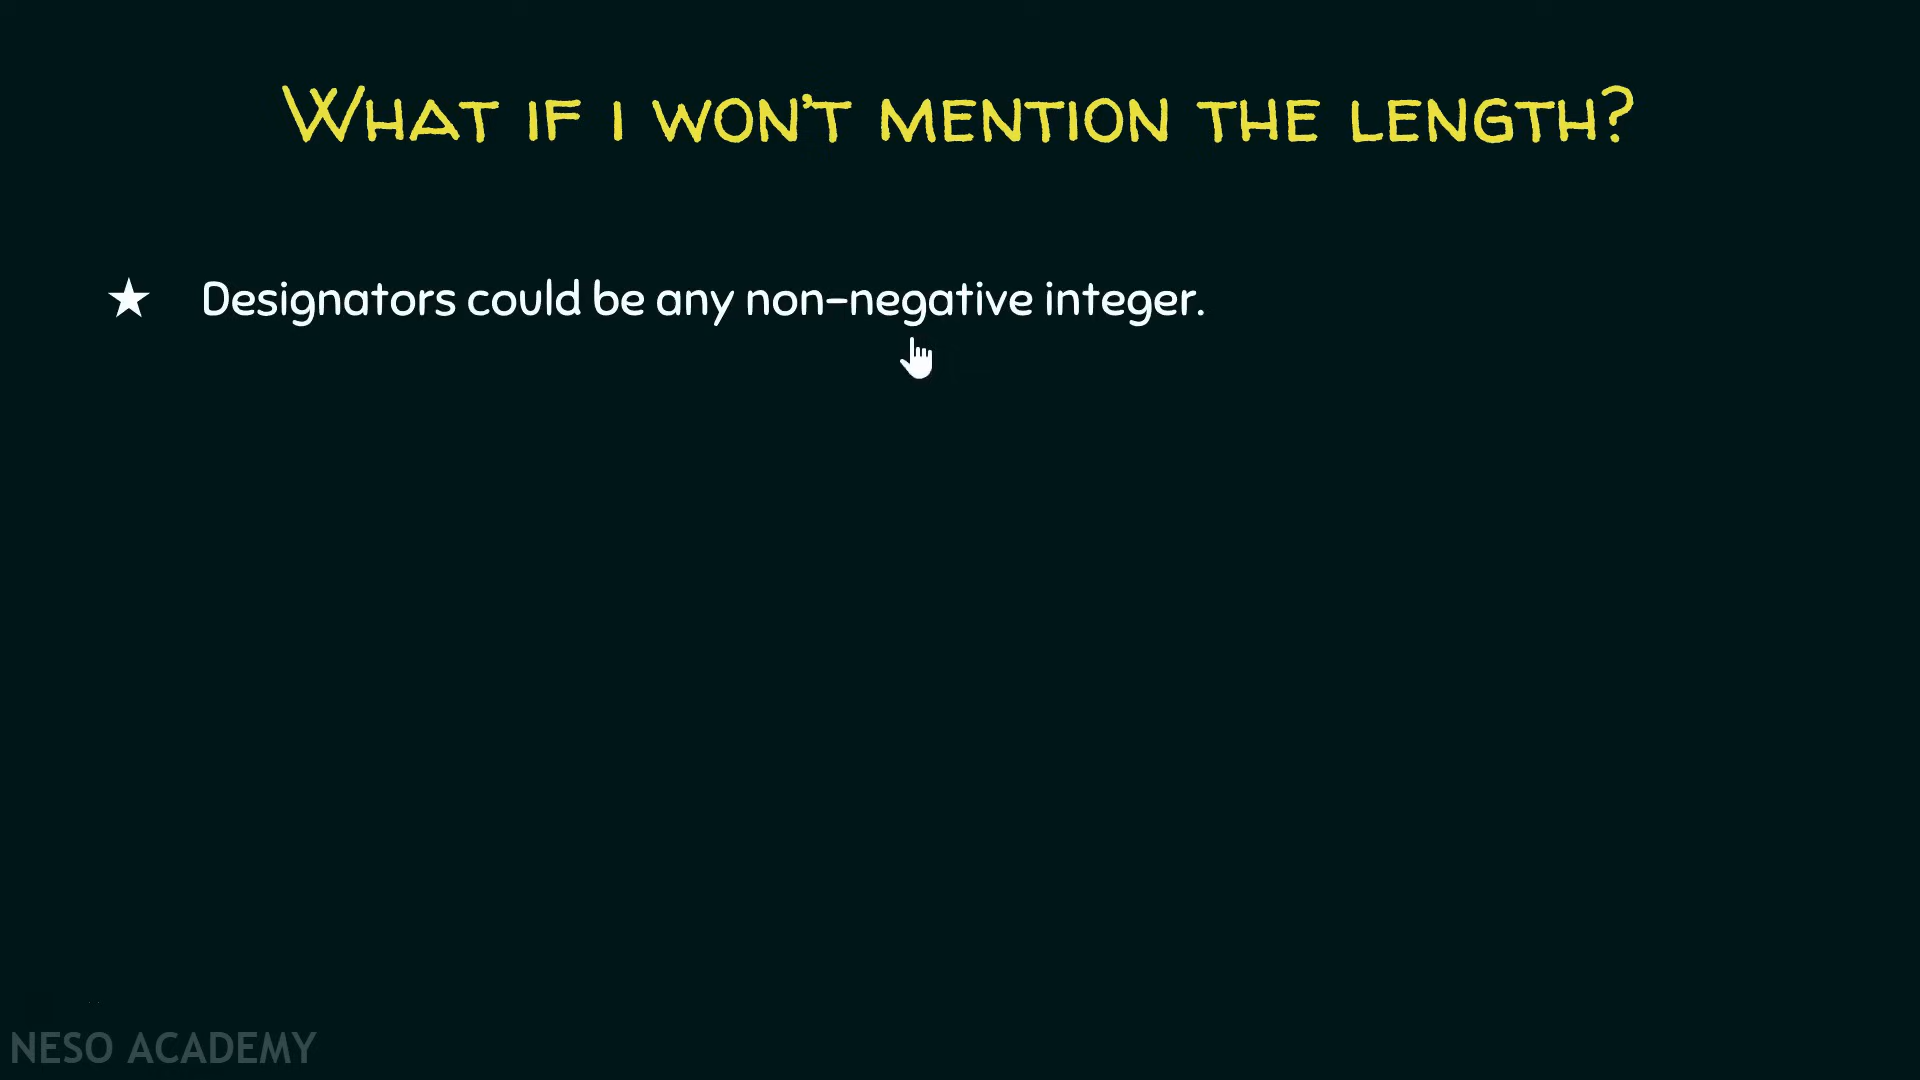 What if i won't mention the length?
★ Designators could be any non-negative integer.
NESO ACADEMY